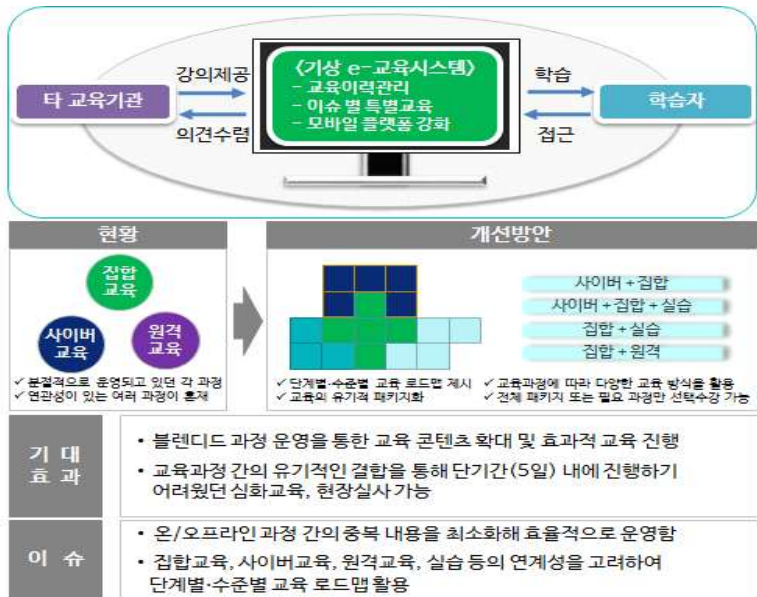 〈기상 e-교육시스템〉
- 교육이력관리
- 이슈 별 특별교육
- 모바일 플랫폼 강화
타 교육기관
강의제공
의견수렴
학습
접근
학습자
현황
집합
교육
사이버
교육
원격
교육
✓ 분절적으로 운영되고 있던 각 과정
✓ 연관성이 있는 여러 과정이 혼재
개선방안
사이버 + 집합
사이버 + 집합 + 실습
집합 + 실습
집합 + 원격
✓ 단계별·수준별 교육 로드맵 제시
✓ 교육의 유기적 패키지화
✓ 교육과정에 따라 다양한 교육 방식을 활용
✓ 전체 패키지 또는 필요 과정만 선택수강 가능
기 대
효 과
• 블렌디드 과정 운영을 통한 교육 콘텐츠 확대 및 효과적 교육 진행
• 교육과정 간의 유기적인 결합을 통해 단기간(5일) 내에 진행하기
어려웠던 심화교육, 현장실사 가능
이 슈
• 온/오프라인 과정 간의 중복 내용을 최소화해 효율적으로 운영함
• 집합교육, 사이버교육, 원격교육, 실습 등의 연계성을 고려하여
단계별·수준별 교육 로드맵 활용